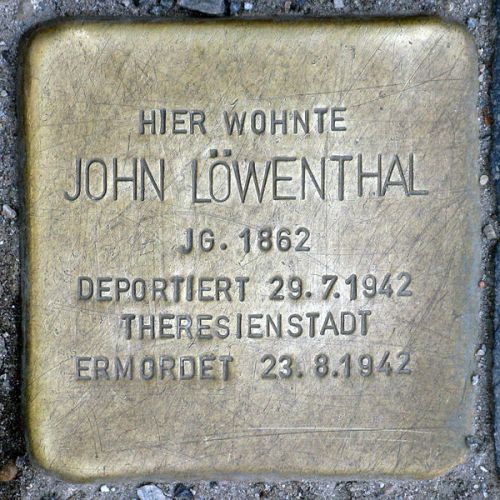 HIER WOHNTE
JOHN LÖWENTHAL
JG. 1862
DEPORTIERT 29.7.1942
THERESIENSTADT
ERMORDET 23.8.1942